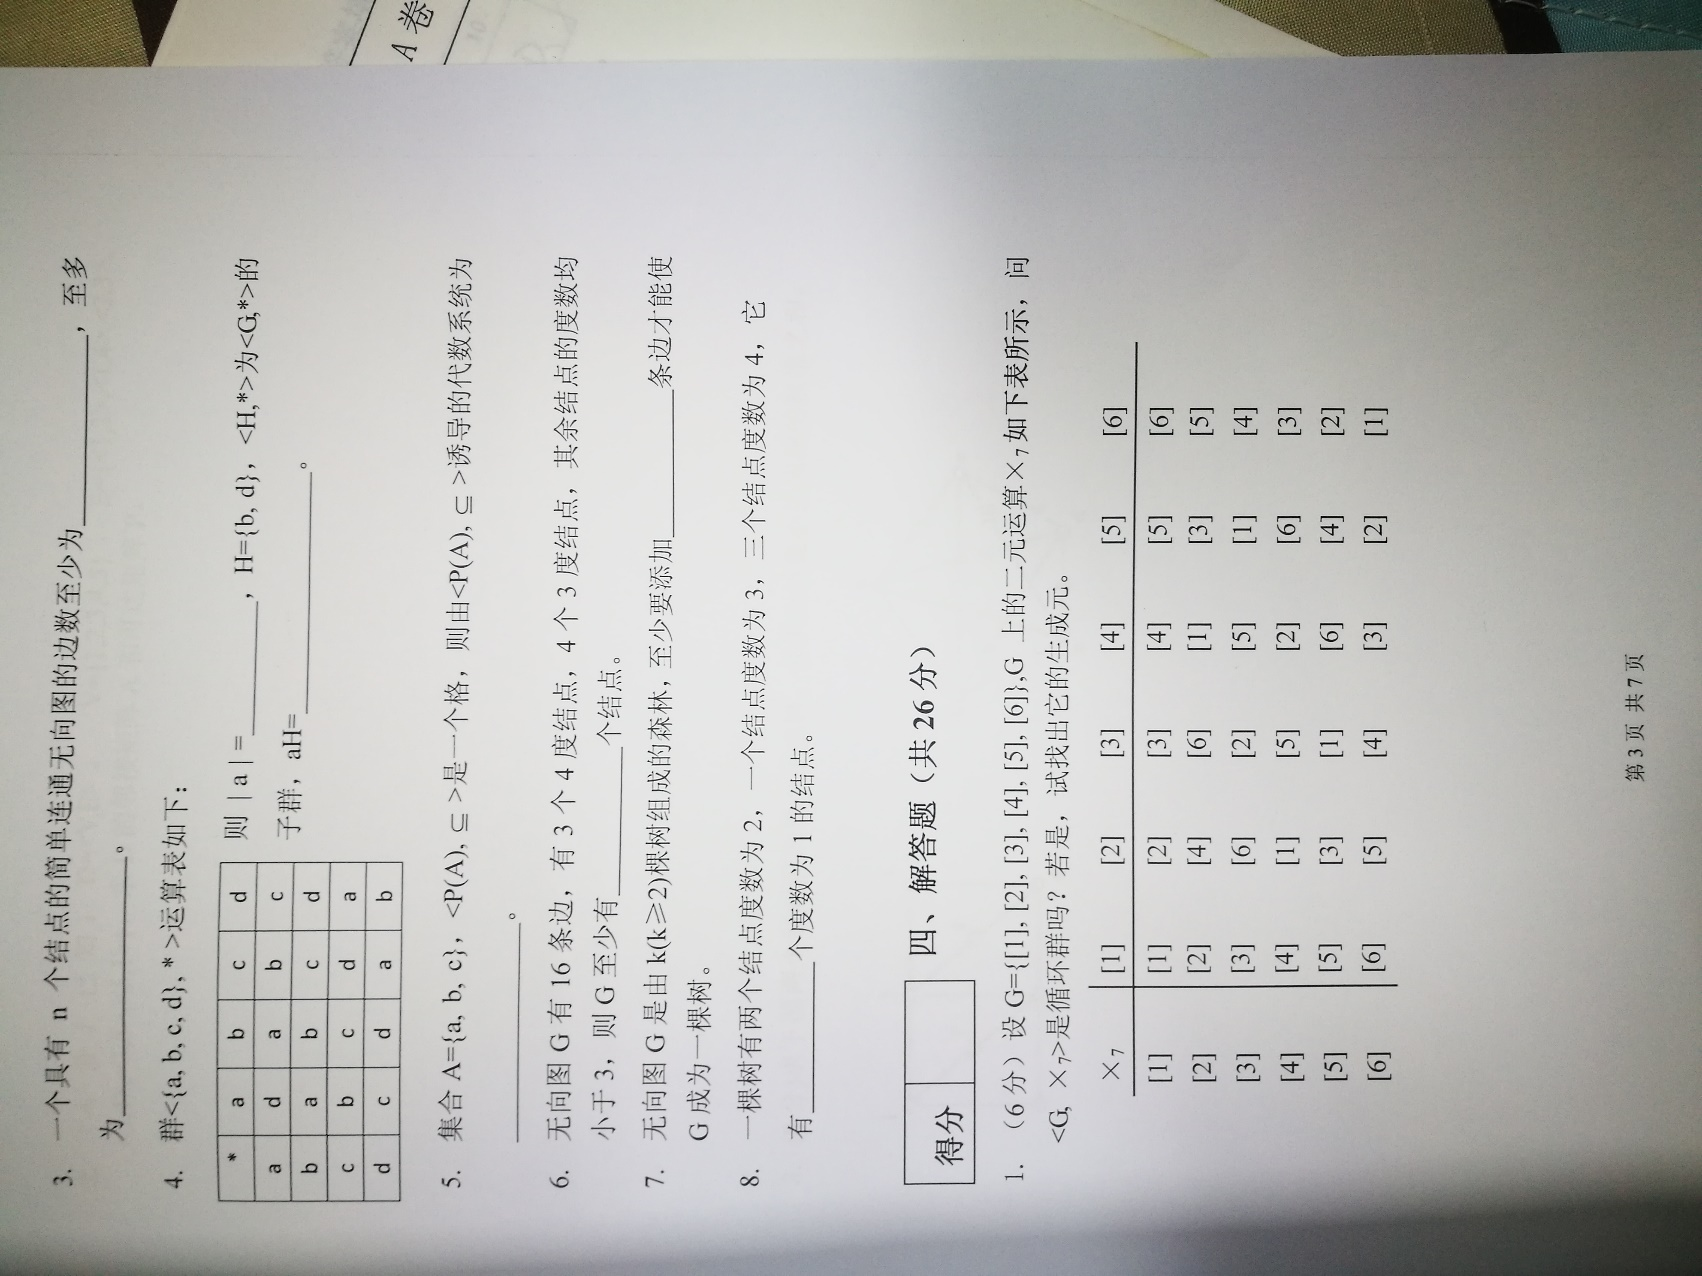 A 卷
3. 一个具有 n 个结点的简单连通无向图的边数至少为____________，至多
为____________。
4. 群<{a, b, c, d}, * >运算表如下：
* a b c d
a d a b c
b a b c d
c b c d a
d c d a b
则 | a | =________，H={b, d}，<H,*>为<G,*>的
子群，aH=____________。
5. 集合 A={a, b, c}，<P(A), ⊆ >是一个格，则由<P(A), ⊆ >诱导的代数系统为
____________。
6. 无向图 G 有 16 条边，有 3 个 4 度结点，4 个 3 度结点，其余结点的度数均
小于 3，则 G 至少有________个结点。
7. 无向图 G 是由 k(k≥2)棵树组成的森林，至少要添加________条边才能使
G 成为一棵树。
8. 一棵树有两个结点度数为 2，一个结点度数为 3，三个结点度数为 4，它
有________个度数为 1 的结点。
得分
四、解答题（共 26 分）
1. （6 分）设 G={[1], [2], [3], [4], [5], [6]},G 上的二元运算×7如下表所示，问
<G, ×7>是循环群吗？若是，试找出它的生成元。
×7 [1] [2] [3] [4] [5] [6]
[1] [1] [2] [3] [4] [5] [6]
[2] [2] [4] [6] [1] [3] [5]
[3] [3] [6] [2] [5] [1] [4]
[4] [4] [1] [5] [2] [6] [3]
[5] [5] [3] [1] [6] [4] [2]
[6] [6] [5] [4] [3] [2] [1]
第 3 页 共 7 页